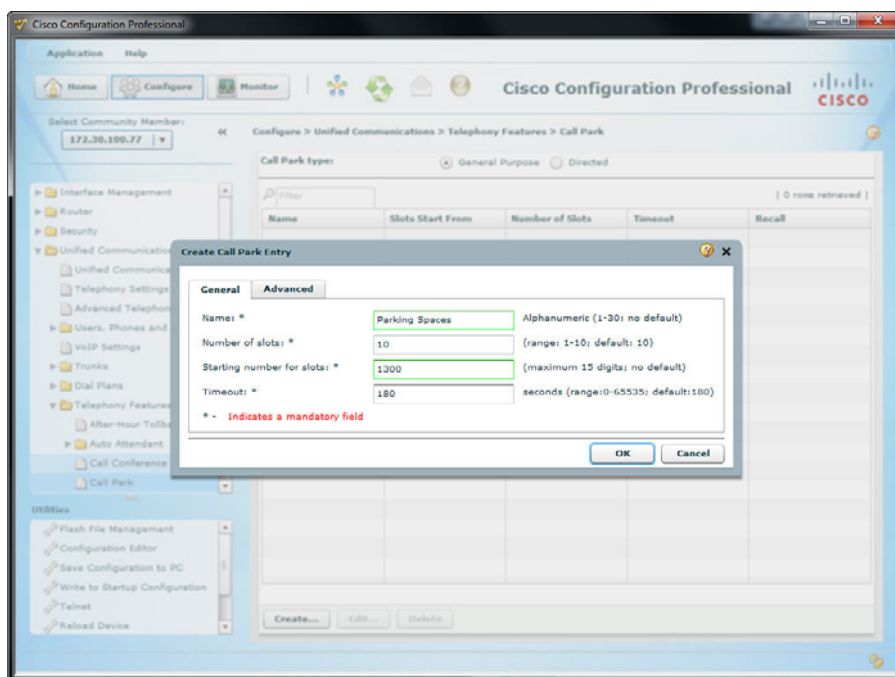 Cisco Configuration Professional
Application Help
Home Configure Monitor Cisco Configuration Professional
CISCO
Select Community Member:
172.30.100.77
Configure > Unified Communications > Telephony Features > Call Park
Call Park type: General Purpose Directed
Filter | 0 rows retrieved |
Name Slots Start From Number of Slots Timeout Recall
Interface Management
Router
Security
Unified Communication
Unified Communica
Telephony Settings
Advanced Telephon
Users, Phones and
VoIP Settings
Trunks
Dial Plans
Telephony Features
After-Hour Tollba
Auto Attendant
Call Conference
Call Park
Create Call Park Entry
General Advanced
Name: * Parking Spaces Alphanumeric (1-30; no default)
Number of slots: * 10 (range: 1-10; default: 10)
Starting number for slots: * 1300 (maximum 15 digits; no default)
Timeout: * 180 seconds (range:0-65535; default:180)
* - Indicates a mandatory field
OK Cancel
Utilities
Flash File Management
Configuration Editor
Save Configuration to PC
Write to Startup Configuration
Telnet
Reload Device
Create... Edit... Delete